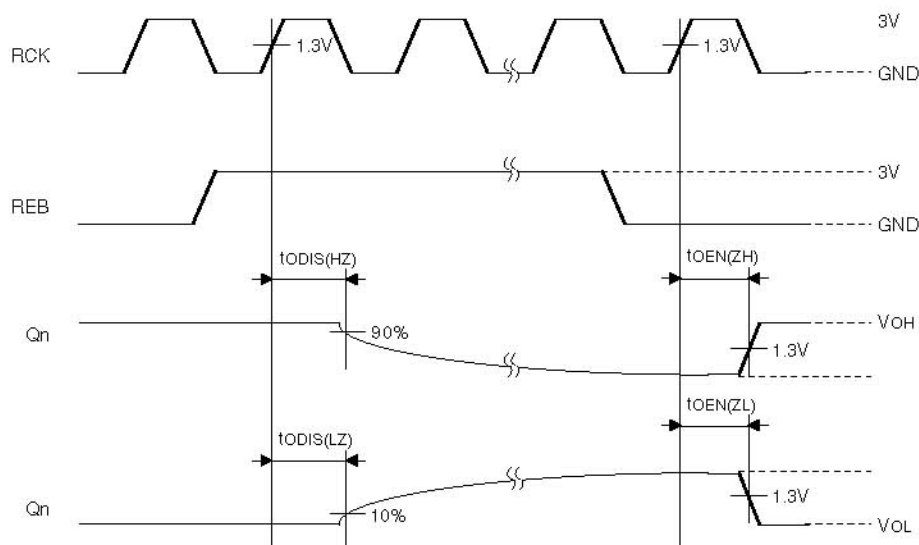 3V
RCK
1.3V
1.3V
GND
3V
REB
GND
tODIS(HZ)
tOEN(ZH)
Qn
90%
VOH
1.3V
tODIS(LZ)
tOEN(ZL)
Qn
10%
1.3V
VOL